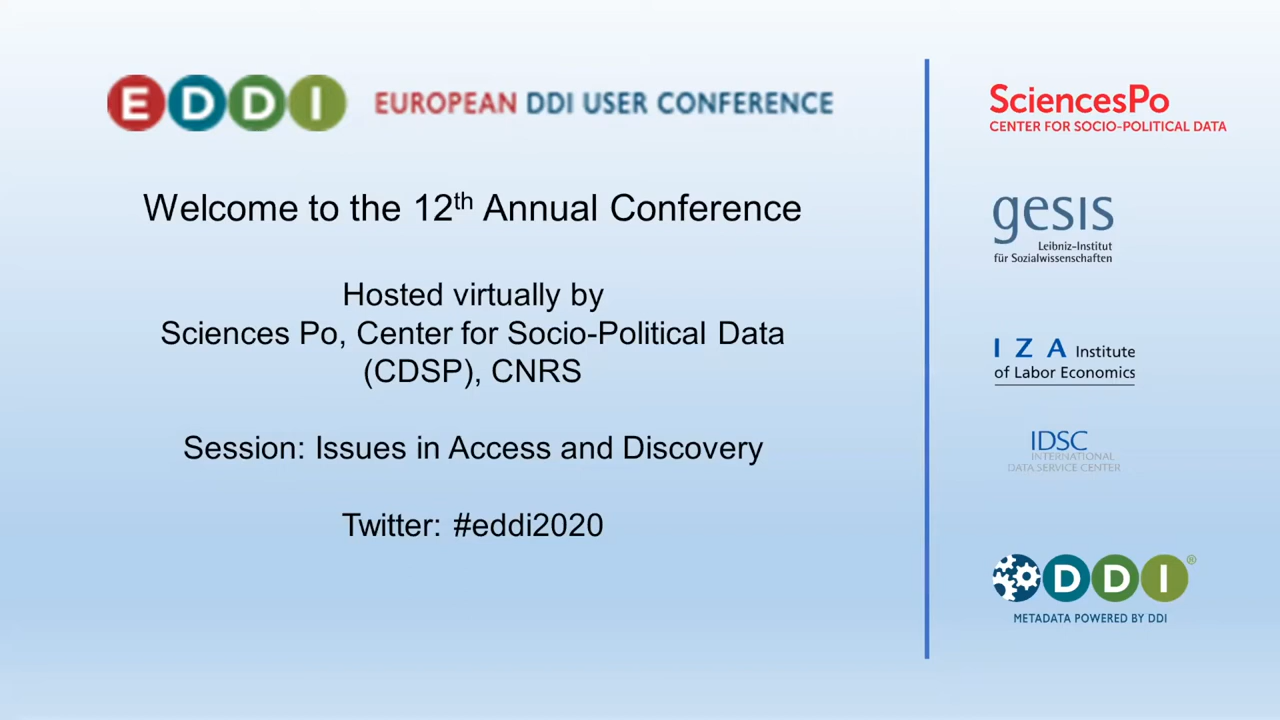 EDDI EUROPEAN DDI USER CONFERENCE
Welcome to the 12th Annual Conference
Hosted virtually by
Sciences Po, Center for Socio-Political Data
(CDSP), CNRS
Session: Issues in Access and Discovery
Twitter: #eddi2020
SciencesPo
CENTER FOR SOCIO-POLITICAL DATA
gesis
Leibniz-Institut
für Sozialwissenschaften
IZA Institute
of Labor Economics
IDSC
INTERNATIONAL
DATA SERVICE CENTER
DDI®
METADATA POWERED BY DDI